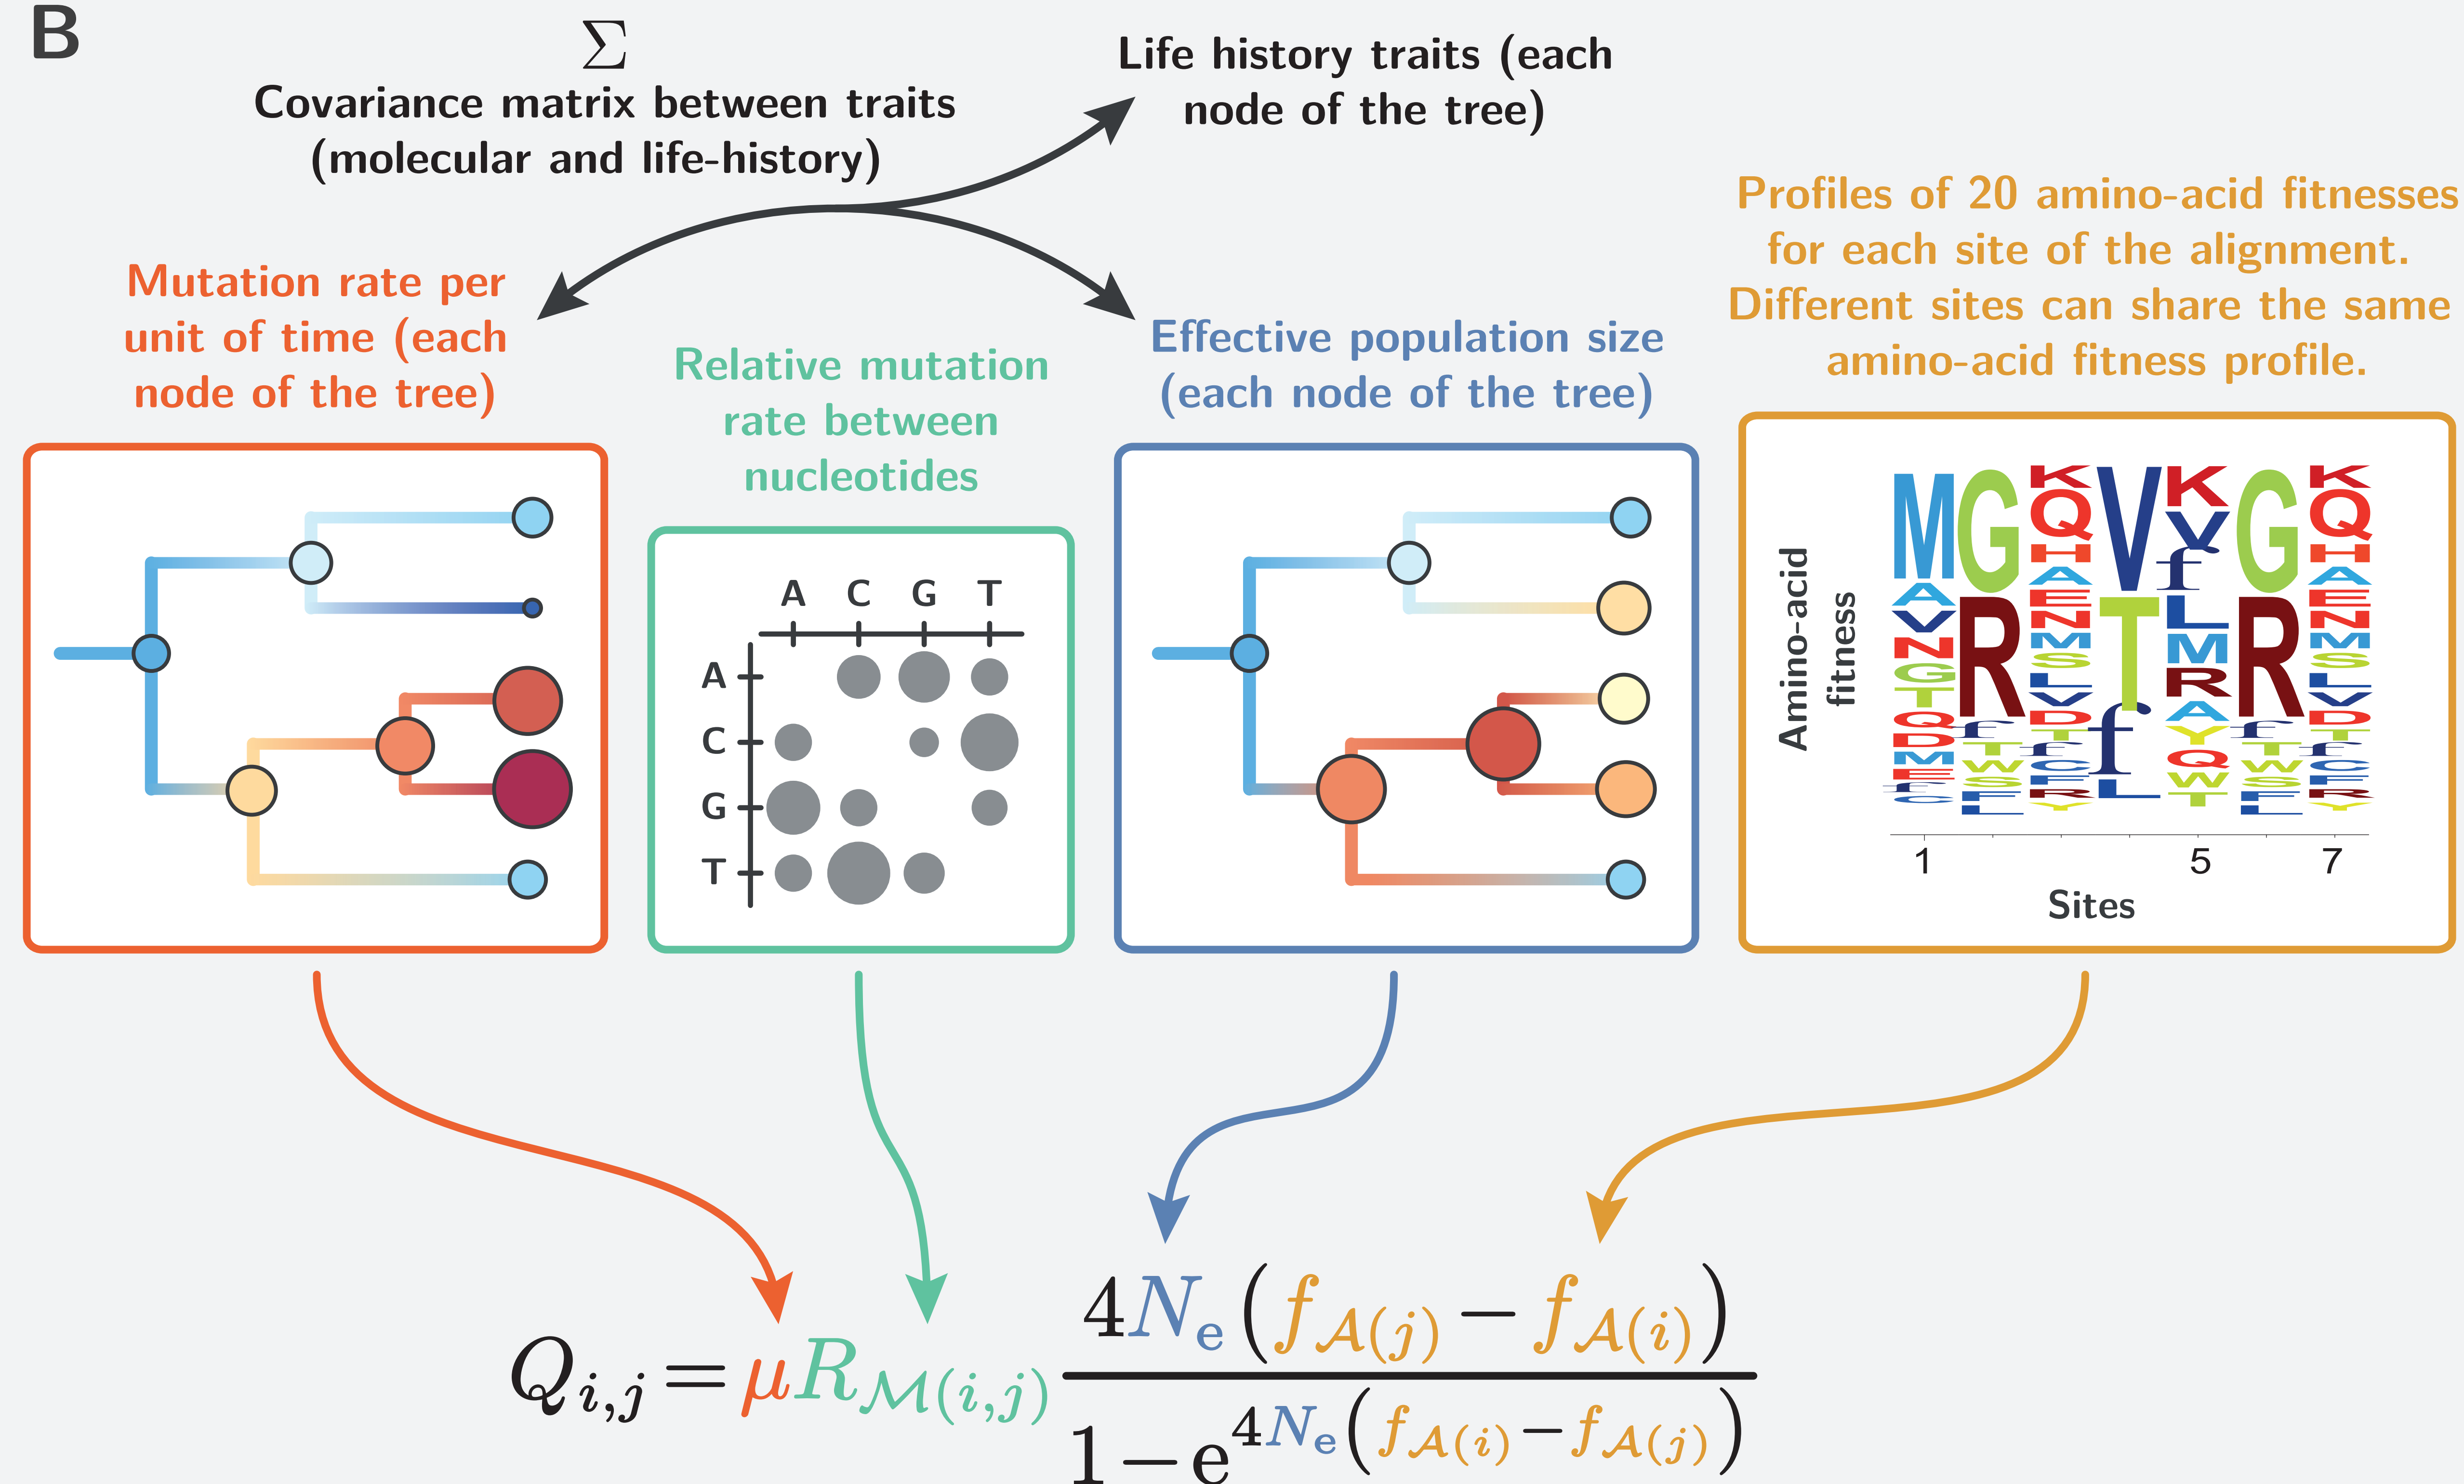 B
Σ
Covariance matrix between traits
(molecular and life-history)
Life history traits (each
node of the tree)
Mutation rate per
unit of time (each
node of the tree)
Relative mutation
rate between
nucleotides
Effective population size
(each node of the tree)
Profiles of 20 amino-acid fitnesses
for each site of the alignment.
Different sites can share the same
amino-acid fitness profile.
A C G T
A
C
G
T
Amino-acid
fitness
M G K V K G K
R Q T V R Q
1 5 7
Sites
Q_{i,j} = μ R_{ℳ(i,j)} \frac{4N_e (f_{𝒜(j)} − f_{𝒜(i)})}{1 − e^{4N_e (f_{𝒜(i)} − f_{𝒜(j)})}}